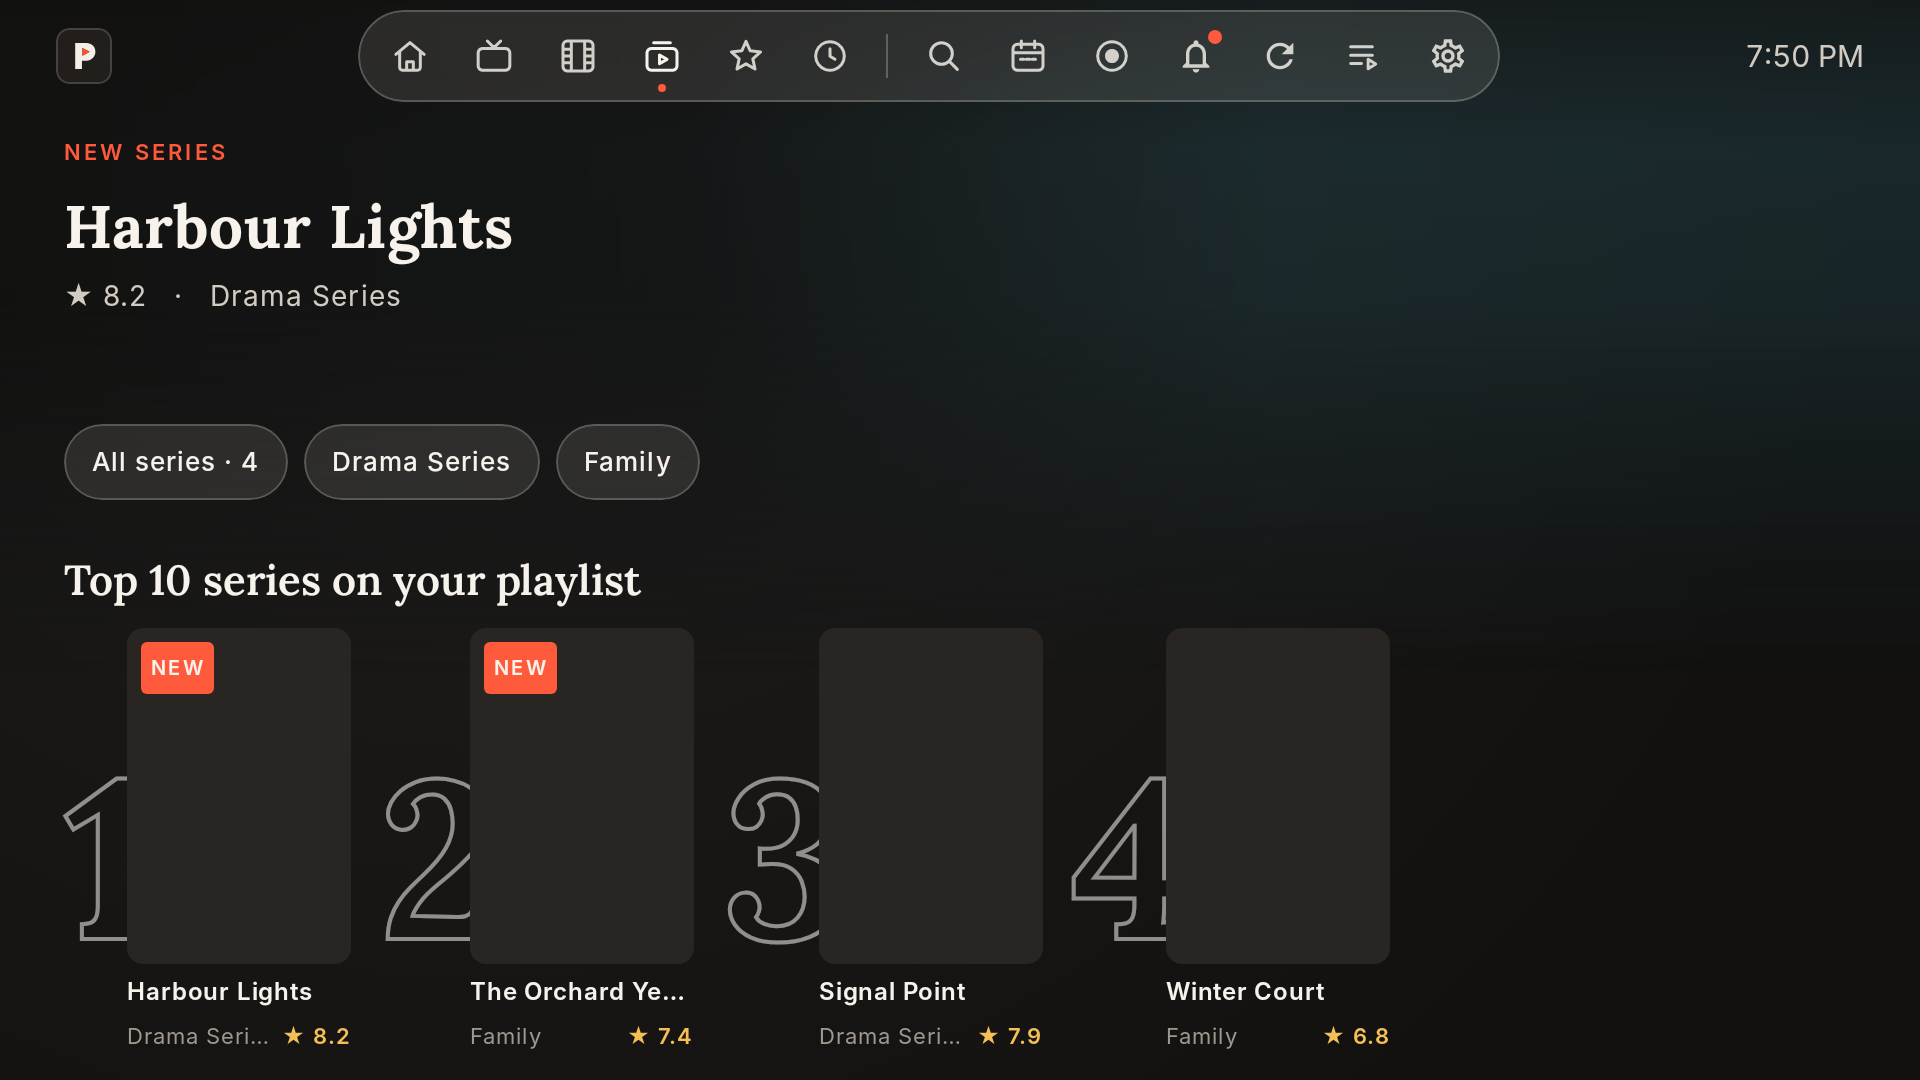 P
7:50 PM
NEW SERIES
Harbour Lights
★ 8.2 · Drama Series
All series · 4
Drama Series
Family
Top 10 series on your playlist
1
NEW
2
NEW
3
4
Harbour Lights
Drama Seri... ★ 8.2
The Orchard Ye...
Family ★ 7.4
Signal Point
Drama Seri... ★ 7.9
Winter Court
Family ★ 6.8